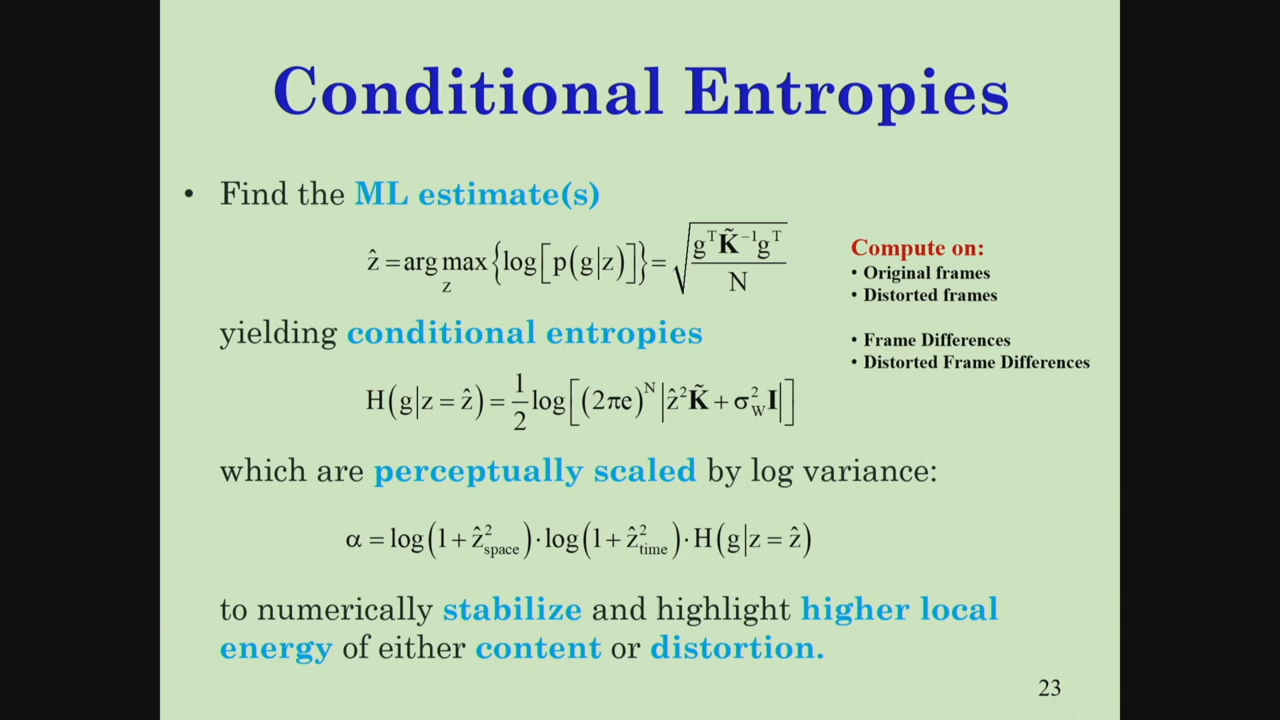 Conditional Entropies
• Find the ML estimate(s)
ẑ = arg max_z {log[p(g|z)]} = √(gᵀK̃⁻¹gᵀ / N)
Compute on:
• Original frames
• Distorted frames
yielding conditional entropies
• Frame Differences
• Distorted Frame Differences
H(g|z = ẑ) = 1/2 log[(2πe)ᴺ |ẑ²K̃ + σ²_W I|]
which are perceptually scaled by log variance:
α = log(1 + ẑ²_space) · log(1 + ẑ²_time) · H(g|z = ẑ)
to numerically stabilize and highlight higher local
energy of either content or distortion.
23